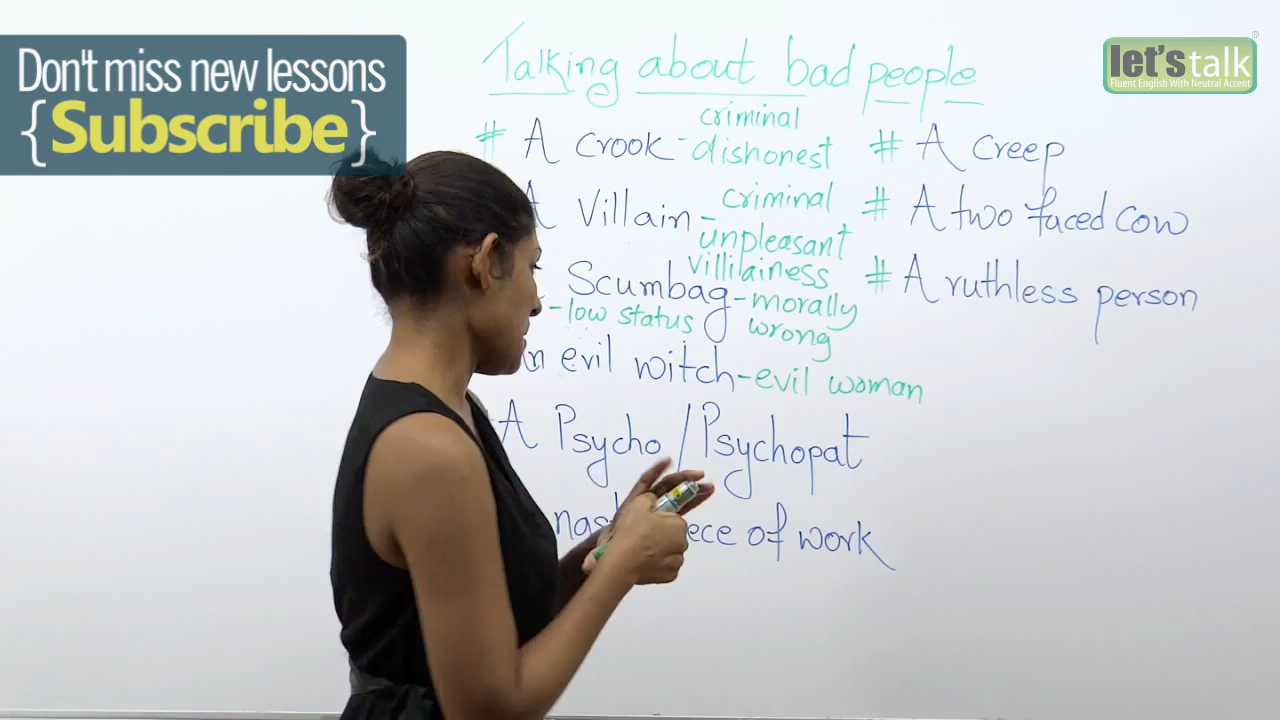 Don't miss new lessons
{Subscribe}
let's talk
®
Fluent English With Neutral Accent
Talking about bad people
# A crook - criminal
dishonest
A Villain - criminal
unpleasant
villilainess
Scumbag - morally
wrong
- low status
evil witch - evil woman
A Psycho / Psychopat
of work
# A creep
# A two faced cow
# A ruthless person